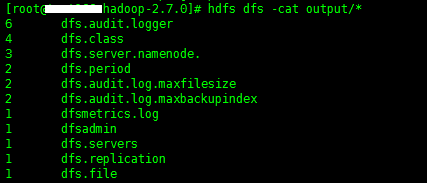 [root@ hadoop-2.7.0]# hdfs dfs -cat output/*
6 dfs.audit.logger
4 dfs.class
3 dfs.server.namenode.
2 dfs.period
2 dfs.audit.log.maxfilesize
2 dfs.audit.log.maxbackupindex
1 dfsmetrics.log
1 dfsadmin
1 dfs.servers
1 dfs.replication
1 dfs.file